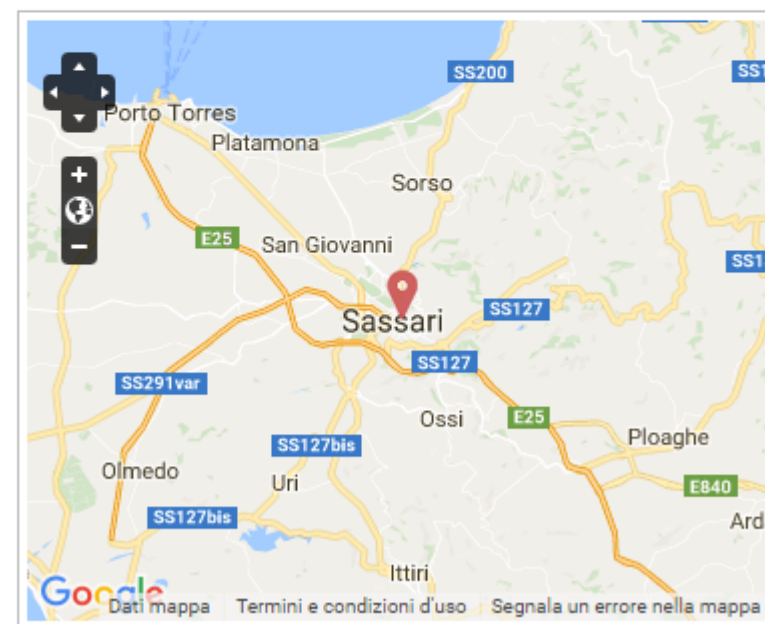 SS200
SS1
Porto Torres
Platamona
Sorso
E25
San Giovanni
SS1
SS127
Sassari
SS127
SS291var
Ossi
E25
Ploaghe
SS127bis
Olmedo
Uri
E840
SS127bis
Ard
Ittiri
Google
Dati mappa
Termini e condizioni d'uso
Segnala un errore nella mappa